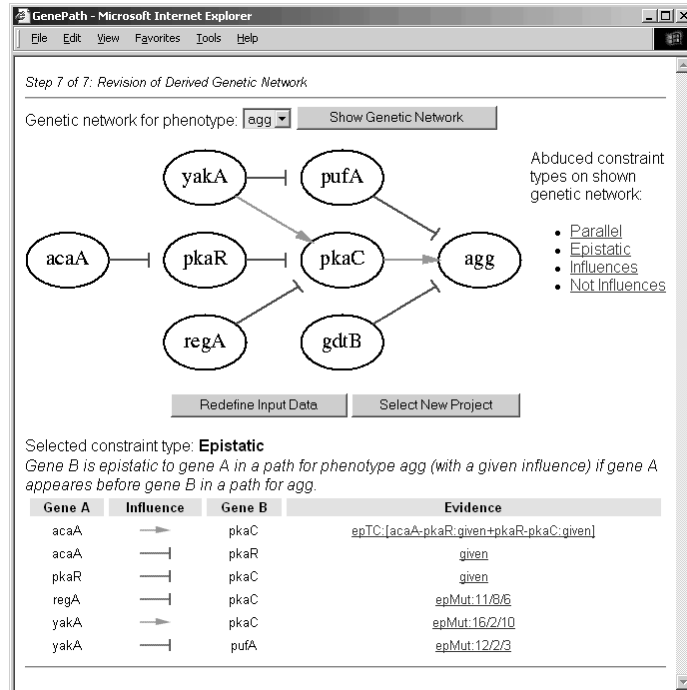 GenePath - Microsoft Internet Explorer
File Edit View Favorites Tools Help
Step 7 of 7: Revision of Derived Genetic Network
Genetic network for phenotype: agg Show Genetic Network
yakA pufA
acaA pkaR pkaC agg
regA gdtB
Abduced constraint
types on shown
genetic network:
• Parallel
• Epistatic
• Influences
• Not Influences
Redefine Input Data Select New Project
Selected constraint type: Epistatic
Gene B is epistatic to gene A in a path for phenotype agg (with a given influence) if gene A
appeares before gene B in a path for agg.
Gene A Influence Gene B Evidence
acaA pkaC epTC:[acaA-pkaR:given+pkaR-pkaC:given]
acaA pkaR given
pkaR pkaC given
regA pkaC epMut:11/8/6
yakA pkaC epMut:16/2/10
yakA pufA epMut:12/2/3